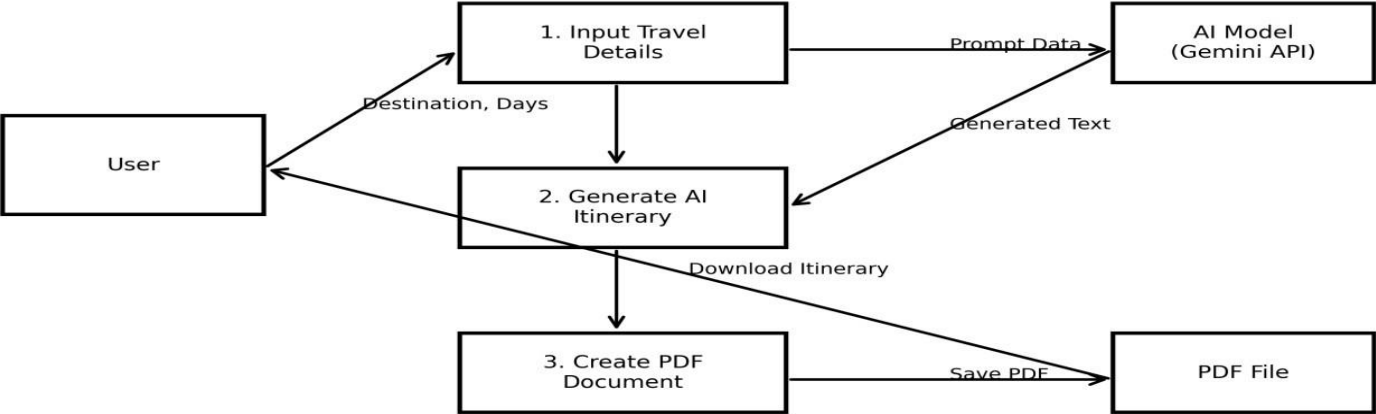 1. Input Travel
Details
Prompt Data
AI Model
(Gemini API)
Destination, Days
Generated Text
User
2. Generate AI
Itinerary
Download Itinerary
3. Create PDF
Document
Save PDF
PDF File